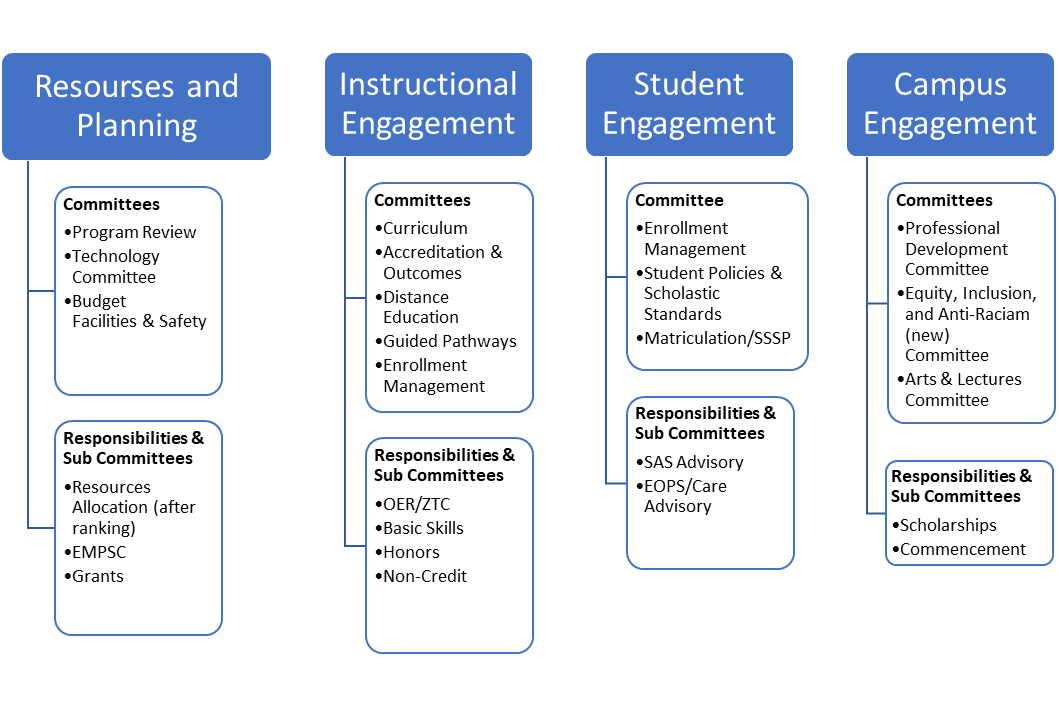 Resourses and
Planning
Committees
•Program Review
•Technology
Committee
•Budget
Facilities & Safety
Responsibilities &
Sub Committees
•Resources
Allocation (after
ranking)
•EMPSC
•Grants
Instructional
Engagement
Committees
•Curriculum
•Accreditation &
Outcomes
•Distance
Education
•Guided Pathways
•Enrollment
Management
Responsibilities &
Sub Committees
•OER/ZTC
•Basic Skills
•Honors
•Non-Credit
Student
Engagement
Committee
•Enrollment
Management
•Student Policies &
Scholastic
Standards
•Matriculation/SSSP
Responsibilities &
Sub Committees
•SAS Advisory
•EOPS/Care
Advisory
Campus
Engagement
Committees
•Professional
Development
Committee
•Equity, Inclusion,
and Anti-Raciam
(new)
Committee
•Arts & Lectures
Committee
Responsibilities &
Sub Committees
•Scholarships
•Commencement